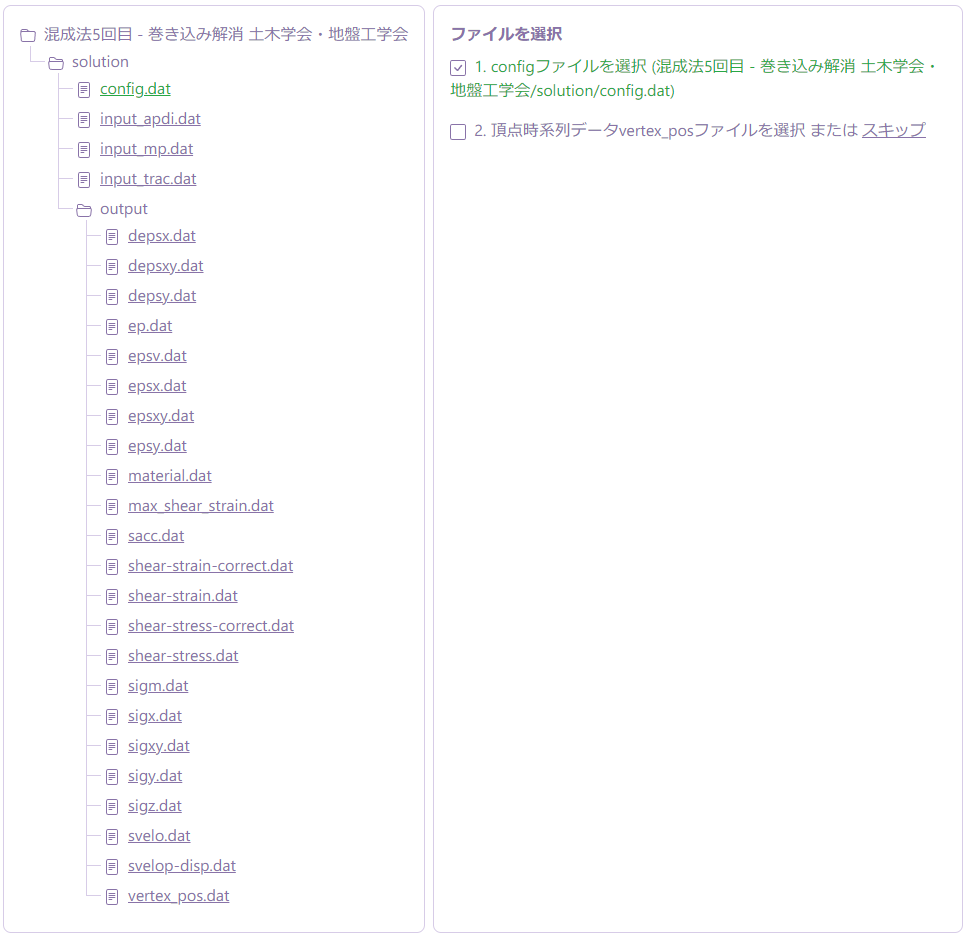 混成法5回目 - 巻き込み解消 土木学会・地盤工学会
solution
config.dat
input_apdi.dat
input_mp.dat
input_trac.dat
output
depsx.dat
depsxy.dat
depsy.dat
ep.dat
epsv.dat
epsx.dat
epsxy.dat
epsy.dat
material.dat
max_shear_strain.dat
sacc.dat
shear-strain-correct.dat
shear-strain.dat
shear-stress-correct.dat
shear-stress.dat
sigm.dat
sigx.dat
sigxy.dat
sigy.dat
sigz.dat
svelo.dat
svelop-disp.dat
vertex_pos.dat
ファイルを選択
1. configファイルを選択 (混成法5回目 - 巻き込み解消 土木学会・
地盤工学会/solution/config.dat)
2. 頂点時系列データvertex_posファイルを選択 または スキップ